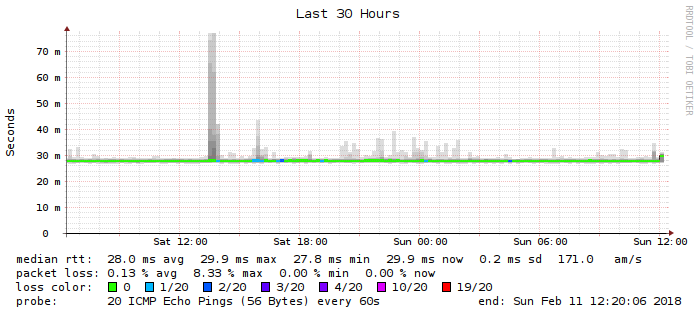 Last 30 Hours
RRDTOOL / TOBI OETIKER
Seconds
70 m
60 m
50 m
40 m
30 m
20 m
10 m
0
Sat 12:00 Sat 18:00 Sun 00:00 Sun 06:00 Sun 12:00
median rtt: 28.0 ms avg 29.9 ms max 27.8 ms min 29.9 ms now 0.2 ms sd 171.0 am/s
packet loss: 0.13 % avg 8.33 % max 0.00 % min 0.00 % now
loss color: 0 1/20 2/20 3/20 4/20 10/20 19/20
probe: 20 ICMP Echo Pings (56 Bytes) every 60s end: Sun Feb 11 12:20:06 2018